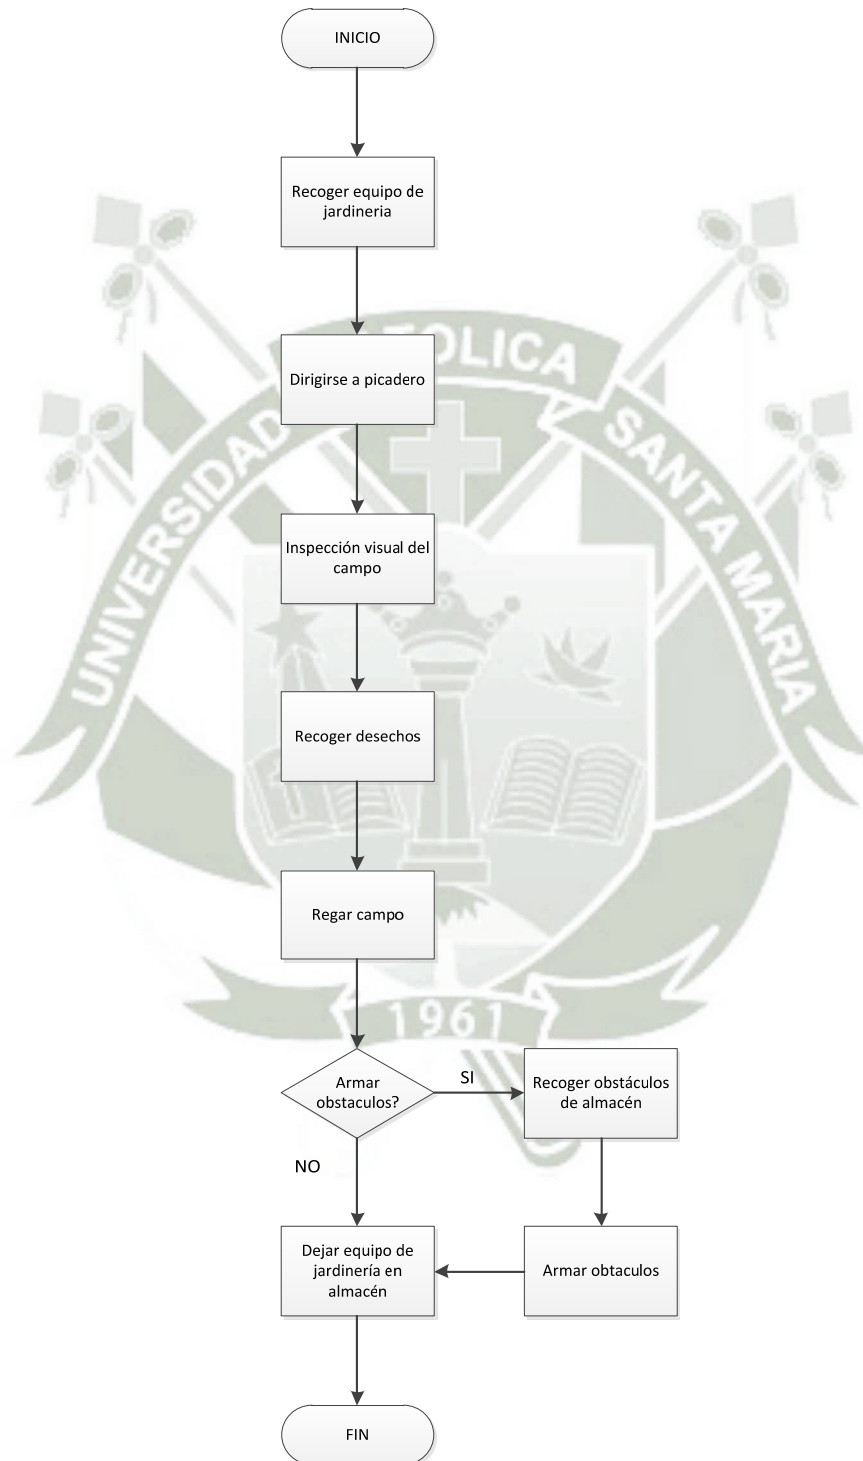 INICIO
Recoger equipo de
jardineria
Dirigirse a picadero
Inspección visual del
campo
Recoger desechos
Regar campo
Armar
obstaculos?
SI
Recoger obstáculos
de almacén
NO
Dejar equipo de
jardinería en
almacén
Armar obtaculos
FIN
UNIVERSIDAD
TOLICA
SANTA MARIA
1961